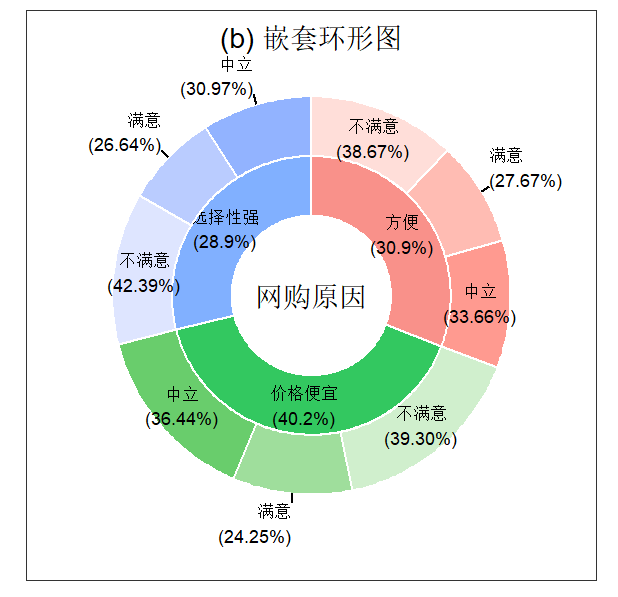 (b) 嵌套环形图
中立
(30.97%)
满意
(26.64%)
不满意
(38.67%)
满意
(27.67%)
选择性强
(28.9%)
方便
(30.9%)
不满意
(42.39%)
网购原因
中立
(33.66%)
价格便宜
(40.2%)
中立
(36.44%)
不满意
(39.30%)
满意
(24.25%)